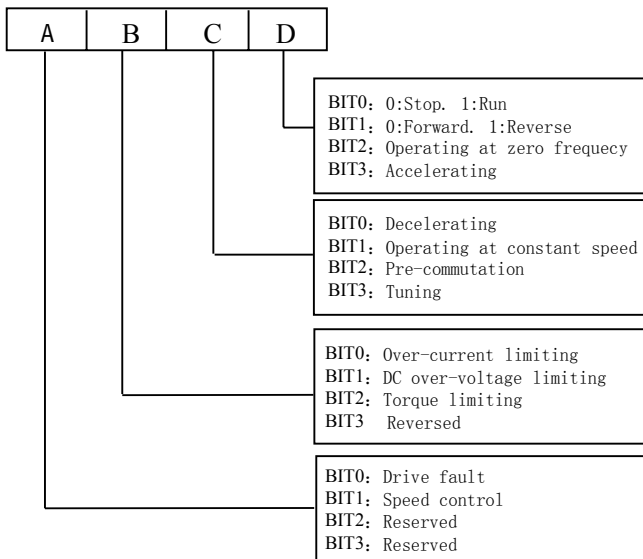 A B C D
BIT0：0:Stop. 1:Run
BIT1：0:Forward. 1:Reverse
BIT2：Operating at zero frequecy
BIT3：Accelerating
BIT0：Decelerating
BIT1：Operating at constant speed
BIT2：Pre-commutation
BIT3：Tuning
BIT0：Over-current limiting
BIT1：DC over-voltage limiting
BIT2：Torque limiting
BIT3 Reversed
BIT0：Drive fault
BIT1：Speed control
BIT2：Reserved
BIT3：Reserved